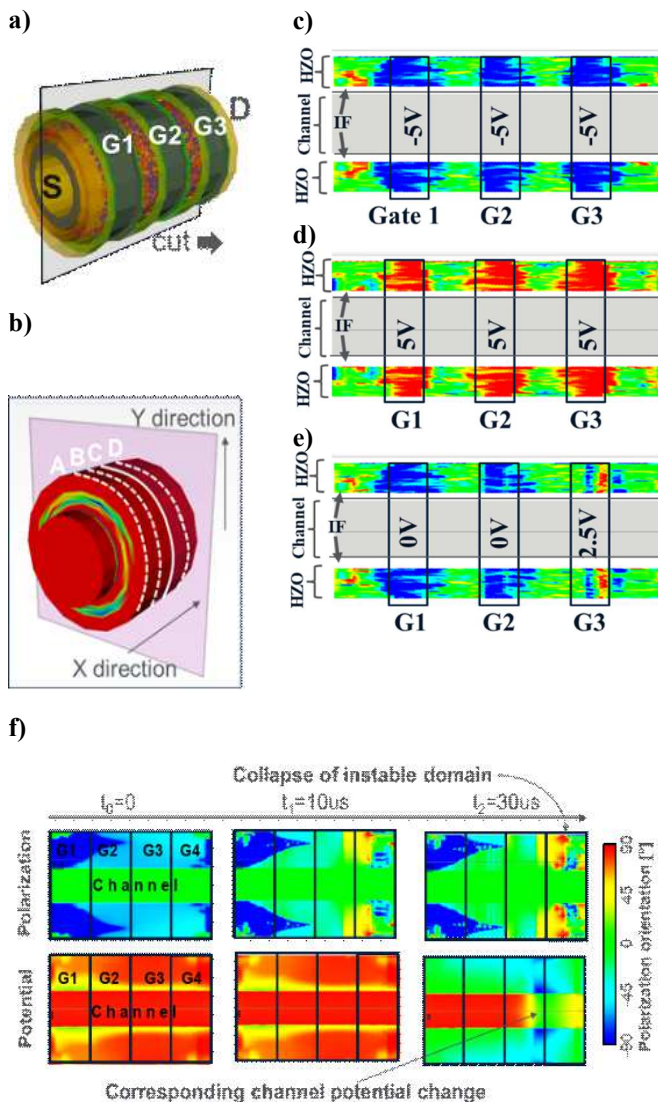 a)
S
G1
G2
G3
D
cut
b)
Y direction
A B C D
X direction
c)
HZO
Channel
HZO
IF
-5V
-5V
-5V
Gate 1 G2 G3
d)
HZO
Channel
HZO
IF
5V
5V
5V
G1 G2 G3
e)
HZO
Channel
HZO
IF
0V
0V
2.5V
G1 G2 G3
f)
Collapse of instable domain
t0=0 t1=10us t2=30us
Polarization
G1 G2 G3 G4
Channel
Potential
G1 G2 G3 G4
Channel
90
45
0
-45
-90
Polarization orientation [°]
Corresponding channel potential change